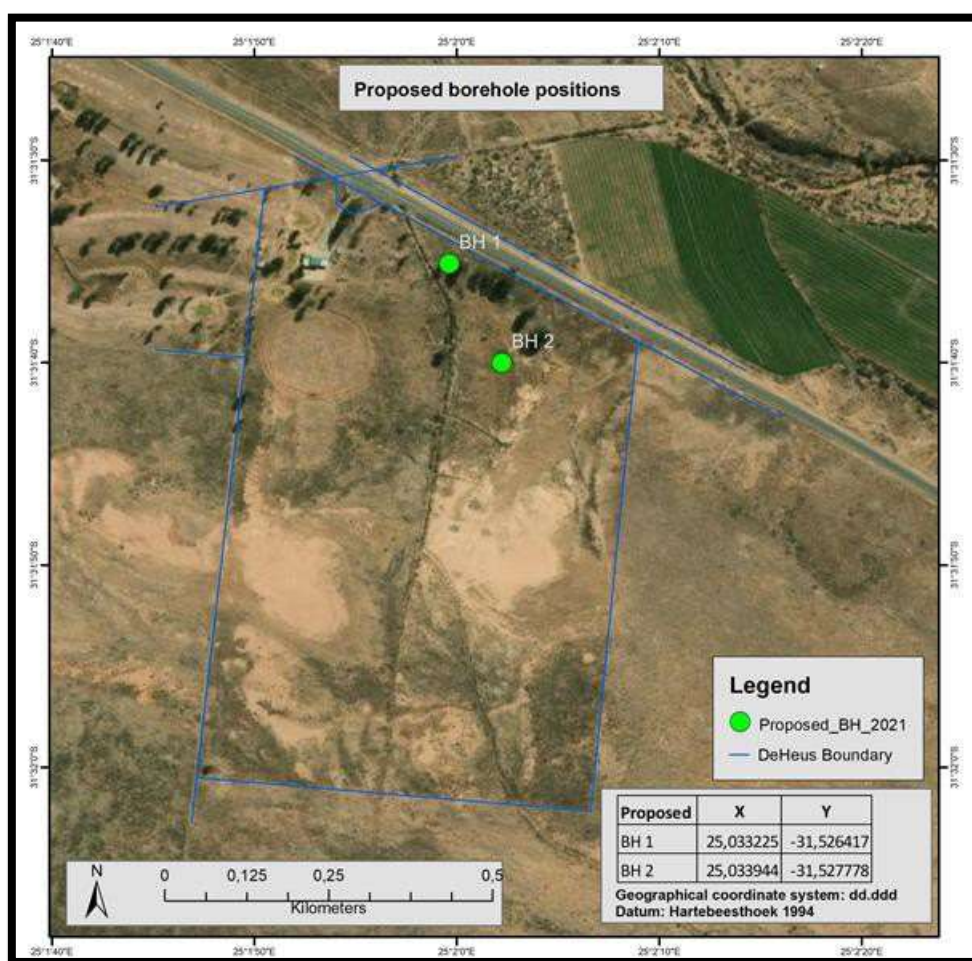 25°1'40"E 25°1'50"E 25°2'0"E 25°2'10"E 25°2'20"E
Proposed borehole positions
31°31'30"S 31°31'30"S
BH 1
BH 2
31°31'40"S 31°31'40"S
31°31'50"S 31°31'50"S
31°32'0"S 31°32'0"S
Legend
Proposed_BH_2021
DeHeus Boundary
Proposed X Y
BH 1 25,033225 -31,526417
BH 2 25,033944 -31,527778
Geographical coordinate system: dd.ddd
Datum: Hartebeesthoek 1994
N
0 0,125 0,25 0,5
Kilometers
25°1'40"E 25°1'50"E 25°2'0"E 25°2'10"E 25°2'20"E